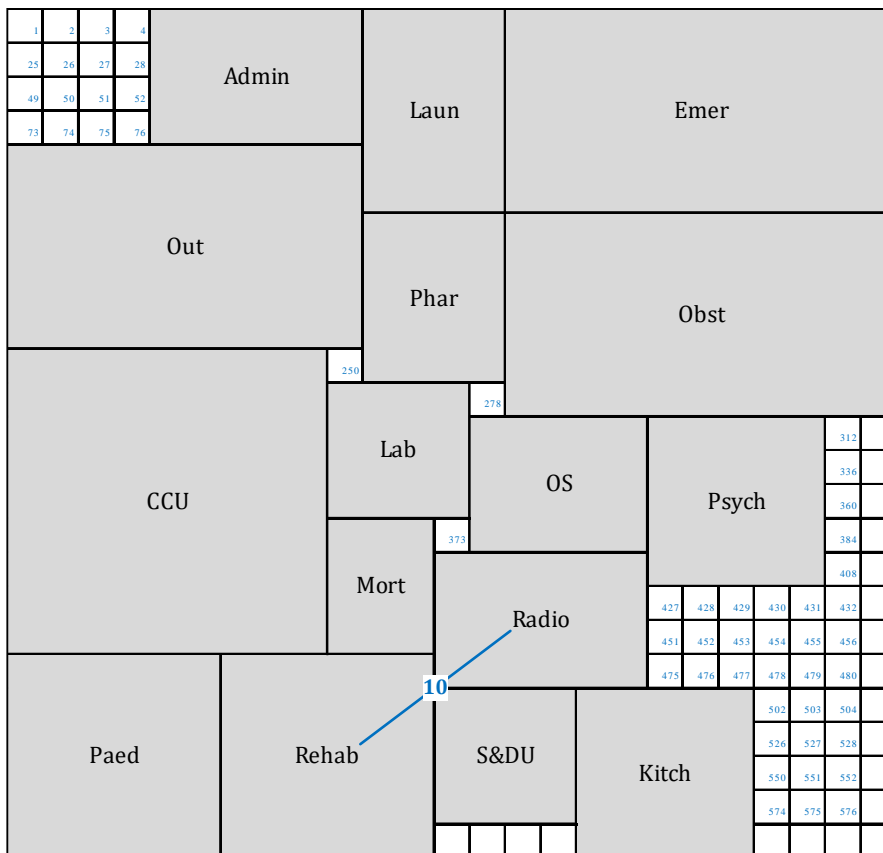 1 2 3 4
25 26 27 28
Admin
49 50 51 52
Laun
Emer
73 74 75 76
Out
Phar
Obst
250
278
312
Lab
336
OS
CCU
Psych
360
373
384
408
Mort
427 428 429 430 431 432
Radio
451 452 453 454 455 456
475 476 477 478 479 480
10
502 503 504
526 527 528
Paed
Rehab
S&DU
Kitch
550 551 552
574 575 576